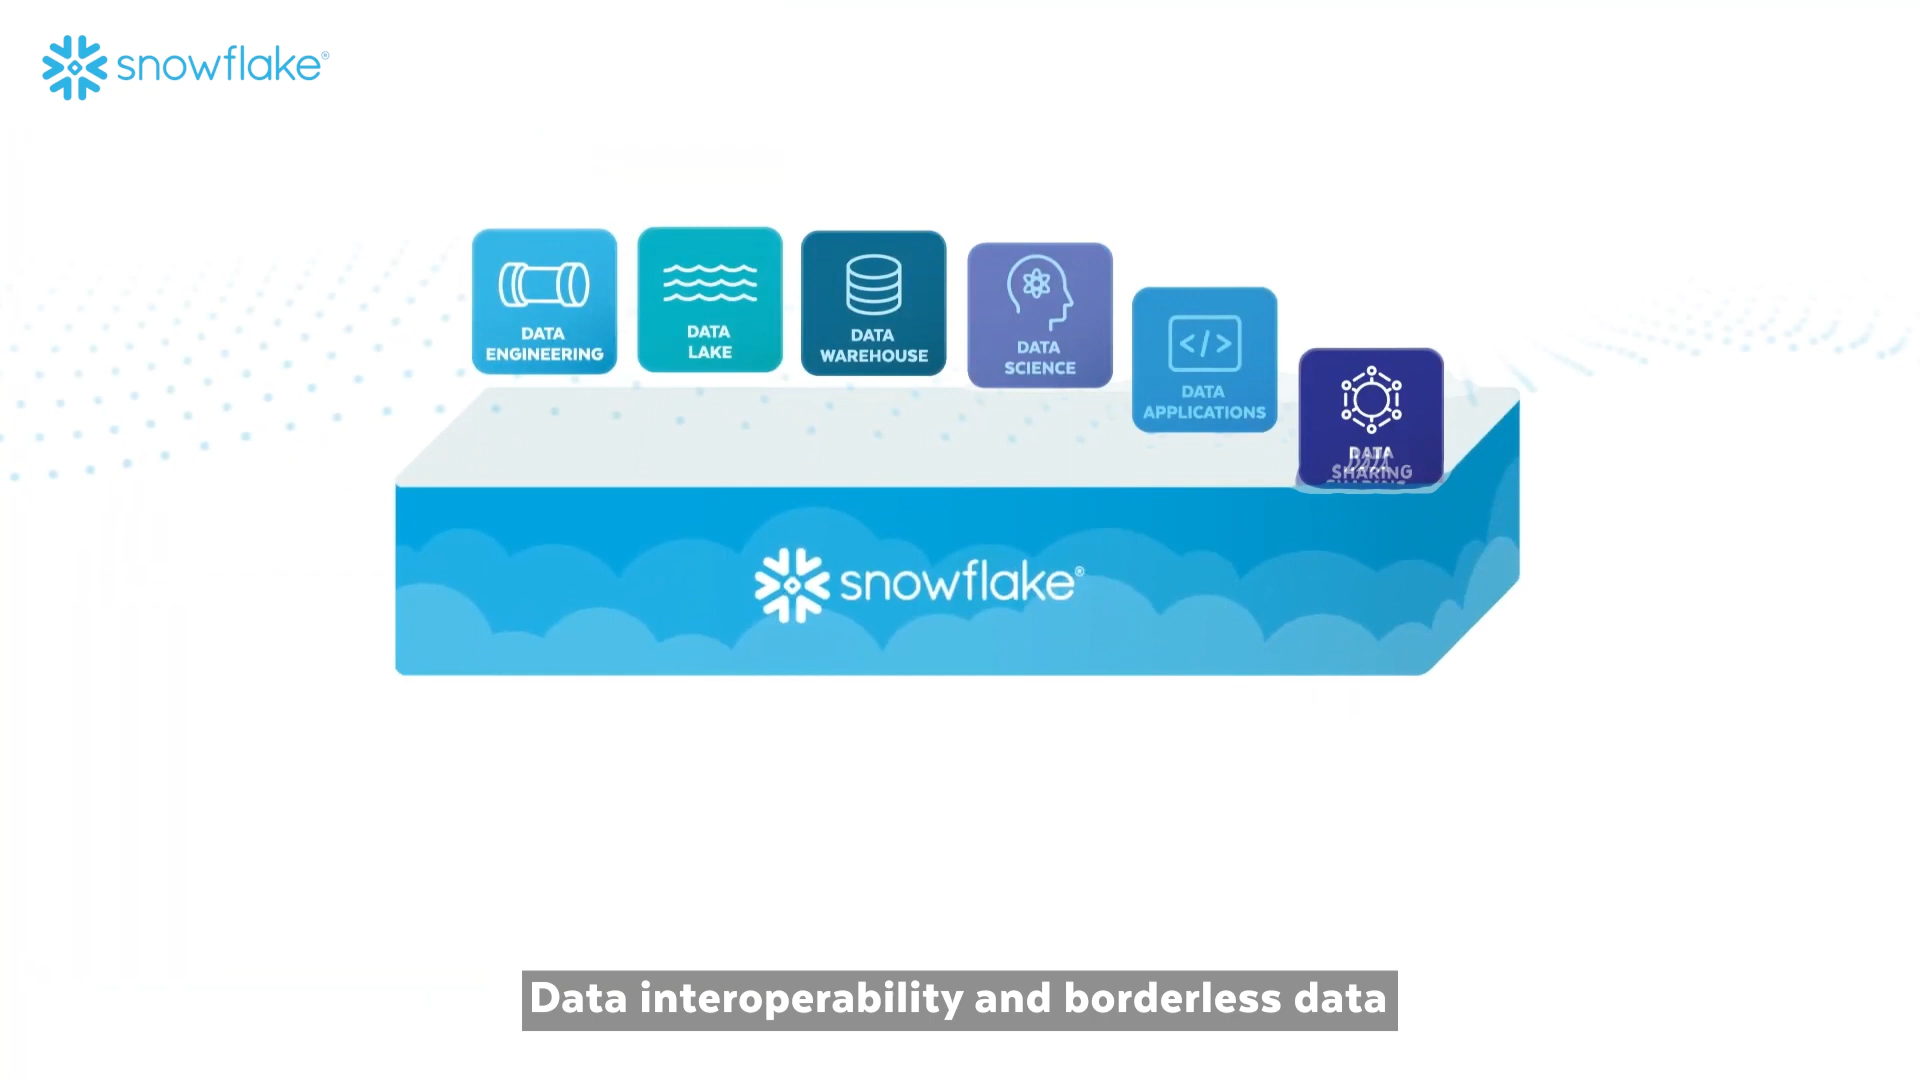 snowflake®
DATA
ENGINEERING
DATA
LAKE
DATA
WAREHOUSE
DATA
SCIENCE
</>
DATA
APPLICATIONS
DATA
SHARING
snowflake®
Data interoperability and borderless data